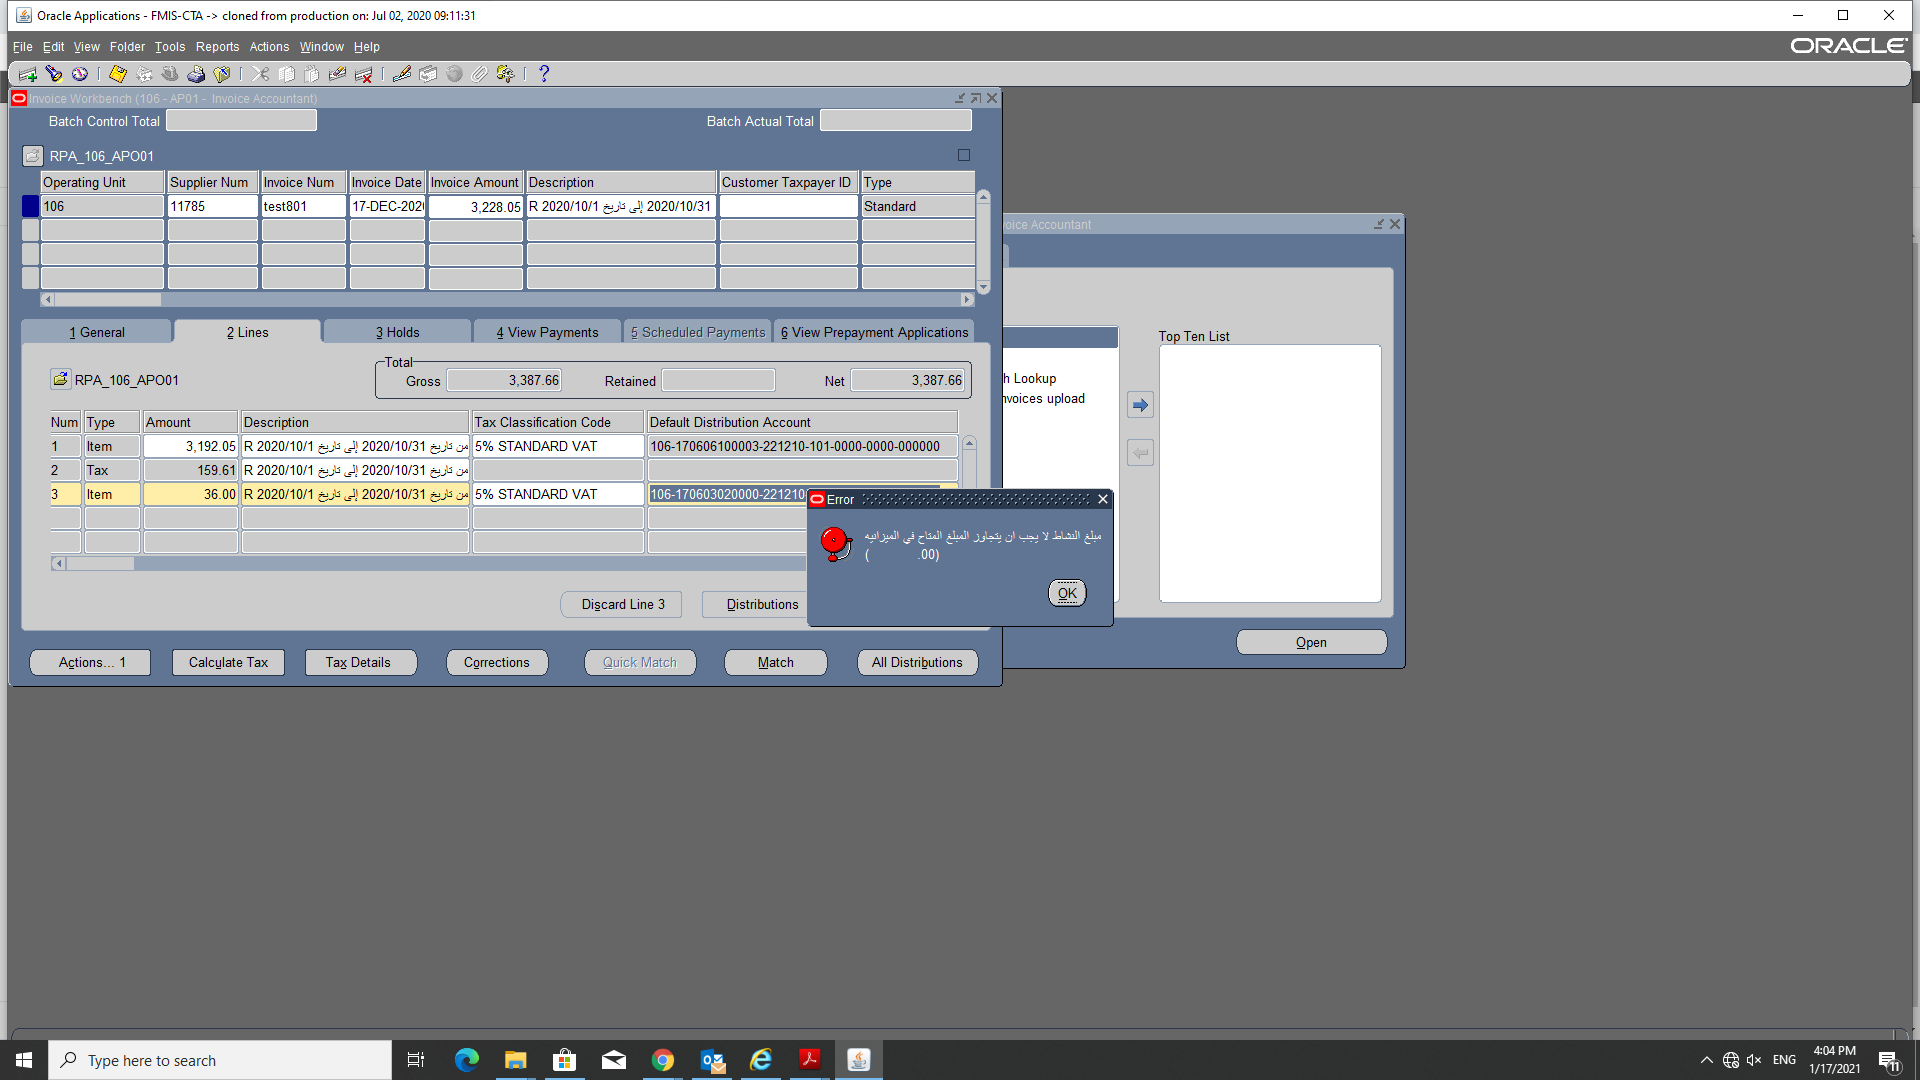 Oracle Applications - FMIS-CTA -> cloned from production on: Jul 02, 2020 09:11:31
File Edit View Folder Tools Reports Actions Window Help
ORACLE
Invoice Workbench (106 - AP01 - Invoice Accountant)
Batch Control Total
Batch Actual Total
RPA_106_APO01
Operating Unit Supplier Num Invoice Num Invoice Date Invoice Amount Description Customer Taxpayer ID Type
106 11785 test801 17-DEC-202 3,228.05 R 2020/10/1 إلى تاريخ 2020/10/31 Standard
voice Accountant
1 General 2 Lines 3 Holds 4 View Payments 5 Scheduled Payments 6 View Prepayment Applications
Top Ten List
h Lookup
nvoices upload
Total
RPA_106_APO01
Gross 3,387.66 Retained Net 3,387.66
Num Type Amount Description Tax Classification Code Default Distribution Account
1 Item 3,192.05 R 2020/10/1 من تاريخ 2020/10/31 إلى تاريخ 5% STANDARD VAT 106-170606100003-221210-101-0000-0000-000000
2 Tax 159.61 R 2020/10/1 من تاريخ 2020/10/31 إلى تاريخ
3 Item 36.00 R 2020/10/1 من تاريخ 2020/10/31 إلى تاريخ 5% STANDARD VAT 106-170603020000-221210-
Error
مبلغ النشاط لا يجب ان يتجاوز المبلغ المتاح في الميزانيه
( .00)
OK
Discard Line 3 Distributions
Open
Actions... 1 Calculate Tax Tax Details Corrections Quick Match Match All Distributions
Type here to search
ENG
4:04 PM
1/17/2021
11